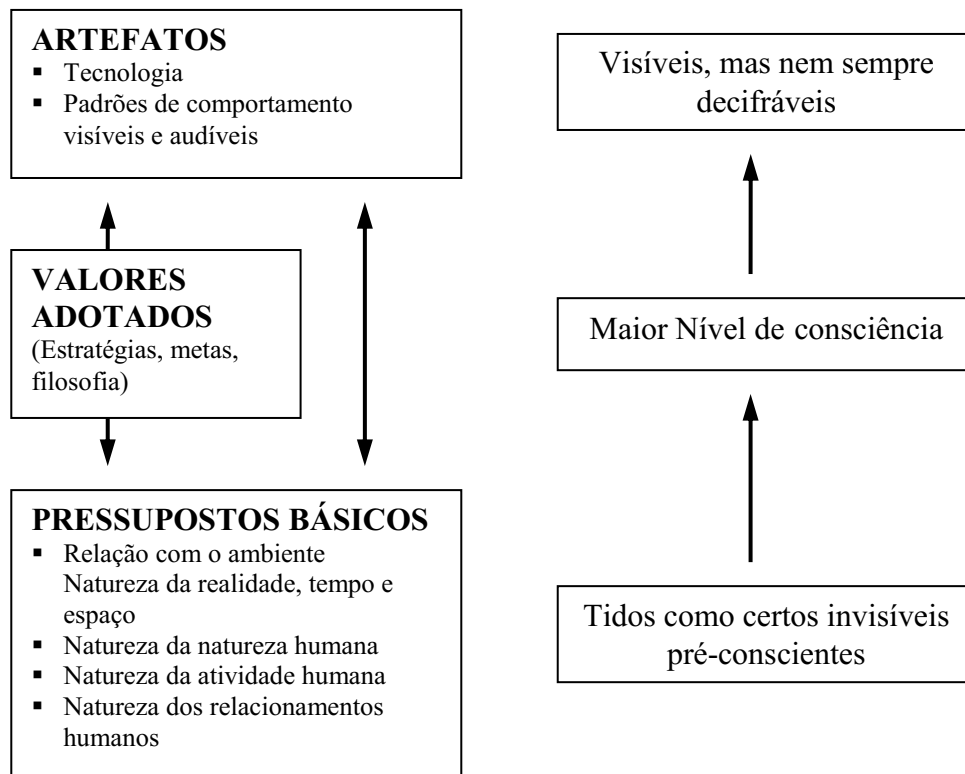 ARTEFATOS
▪ Tecnologia
▪ Padrões de comportamento
visíveis e audíveis
Visíveis, mas nem sempre
decifráveis
VALORES
ADOTADOS
(Estratégias, metas,
filosofia)
Maior Nível de consciência
PRESSUPOSTOS BÁSICOS
▪ Relação com o ambiente
Natureza da realidade, tempo e
espaço
▪ Natureza da natureza humana
▪ Natureza da atividade humana
▪ Natureza dos relacionamentos
humanos
Tidos como certos invisíveis
pré-conscientes